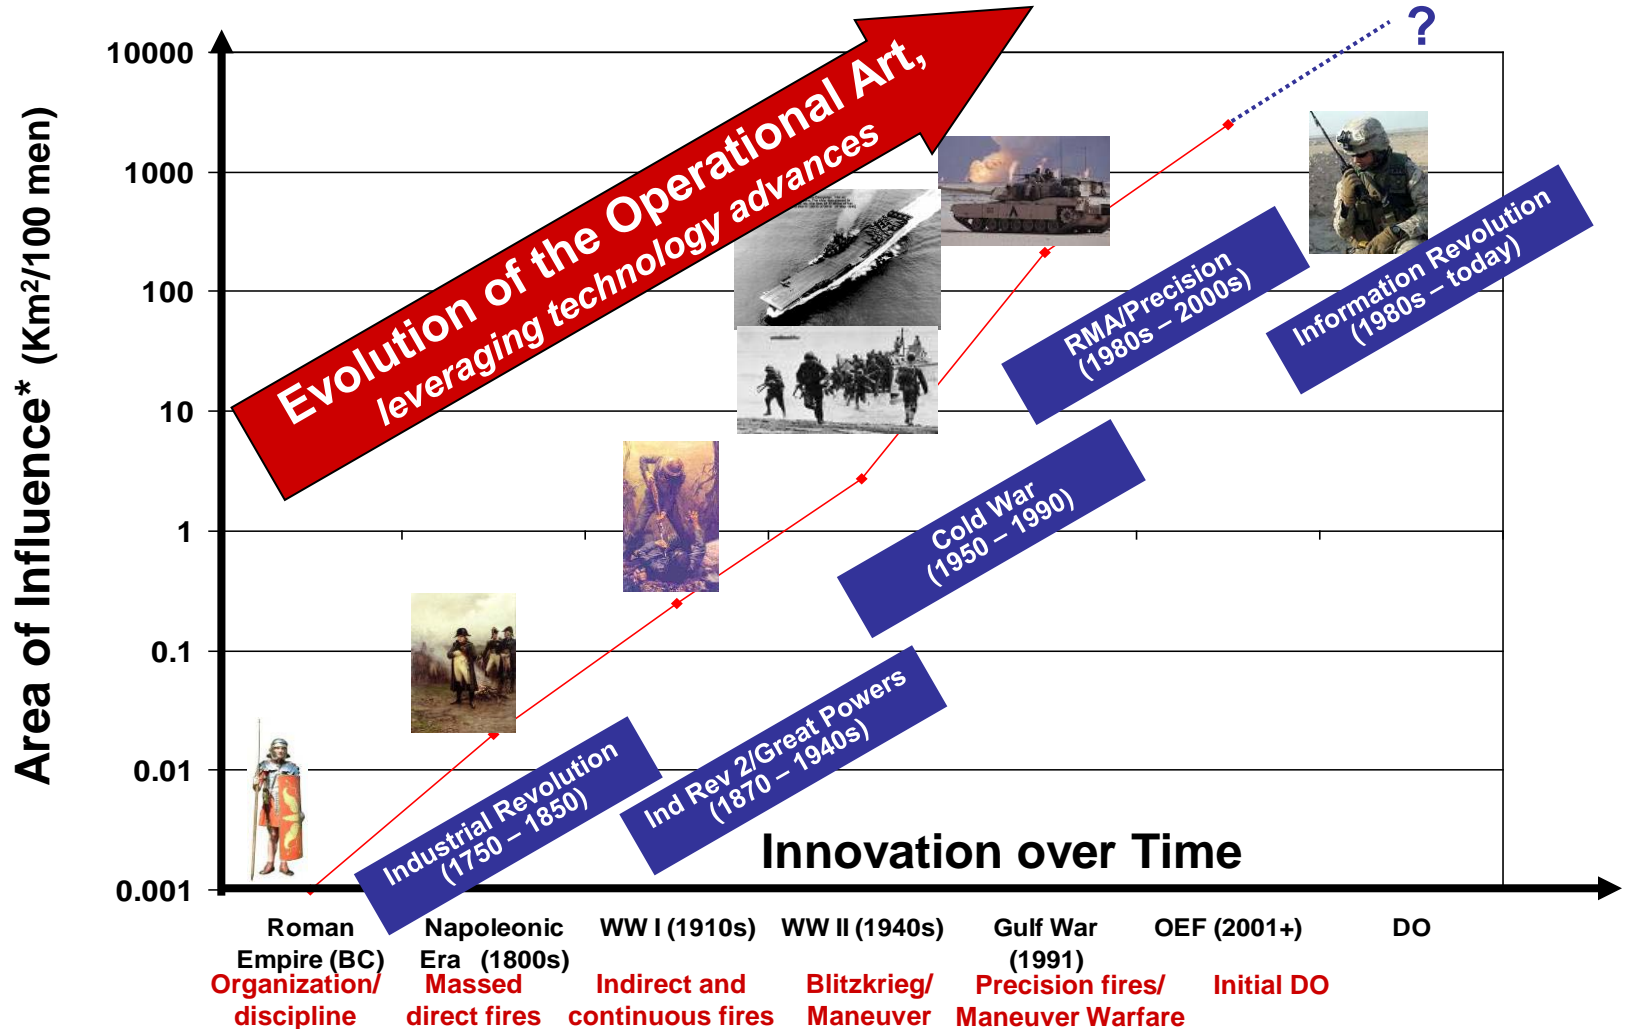 Evolution of the Operational Art,
leveraging technology advances
?
Area of Influence* (Km²/100 men)
10000
1000
100
10
1
0.1
0.01
0.001
RMA/Precision
(1980s – 2000s)
Information Revolution
(1980s – today)
Cold War
(1950 – 1990)
Ind Rev 2/Great Powers
(1870 – 1940s)
Industrial Revolution
(1750 – 1850)
Innovation over Time
Roman
Empire (BC)
Napoleonic
Era (1800s)
WW I (1910s)
WW II (1940s)
Gulf War
(1991)
OEF (2001+)
DO
Organization/
discipline
Massed
direct fires
Indirect and
continuous fires
Blitzkrieg/
Maneuver
Precision fires/
Maneuver Warfare
Initial DO